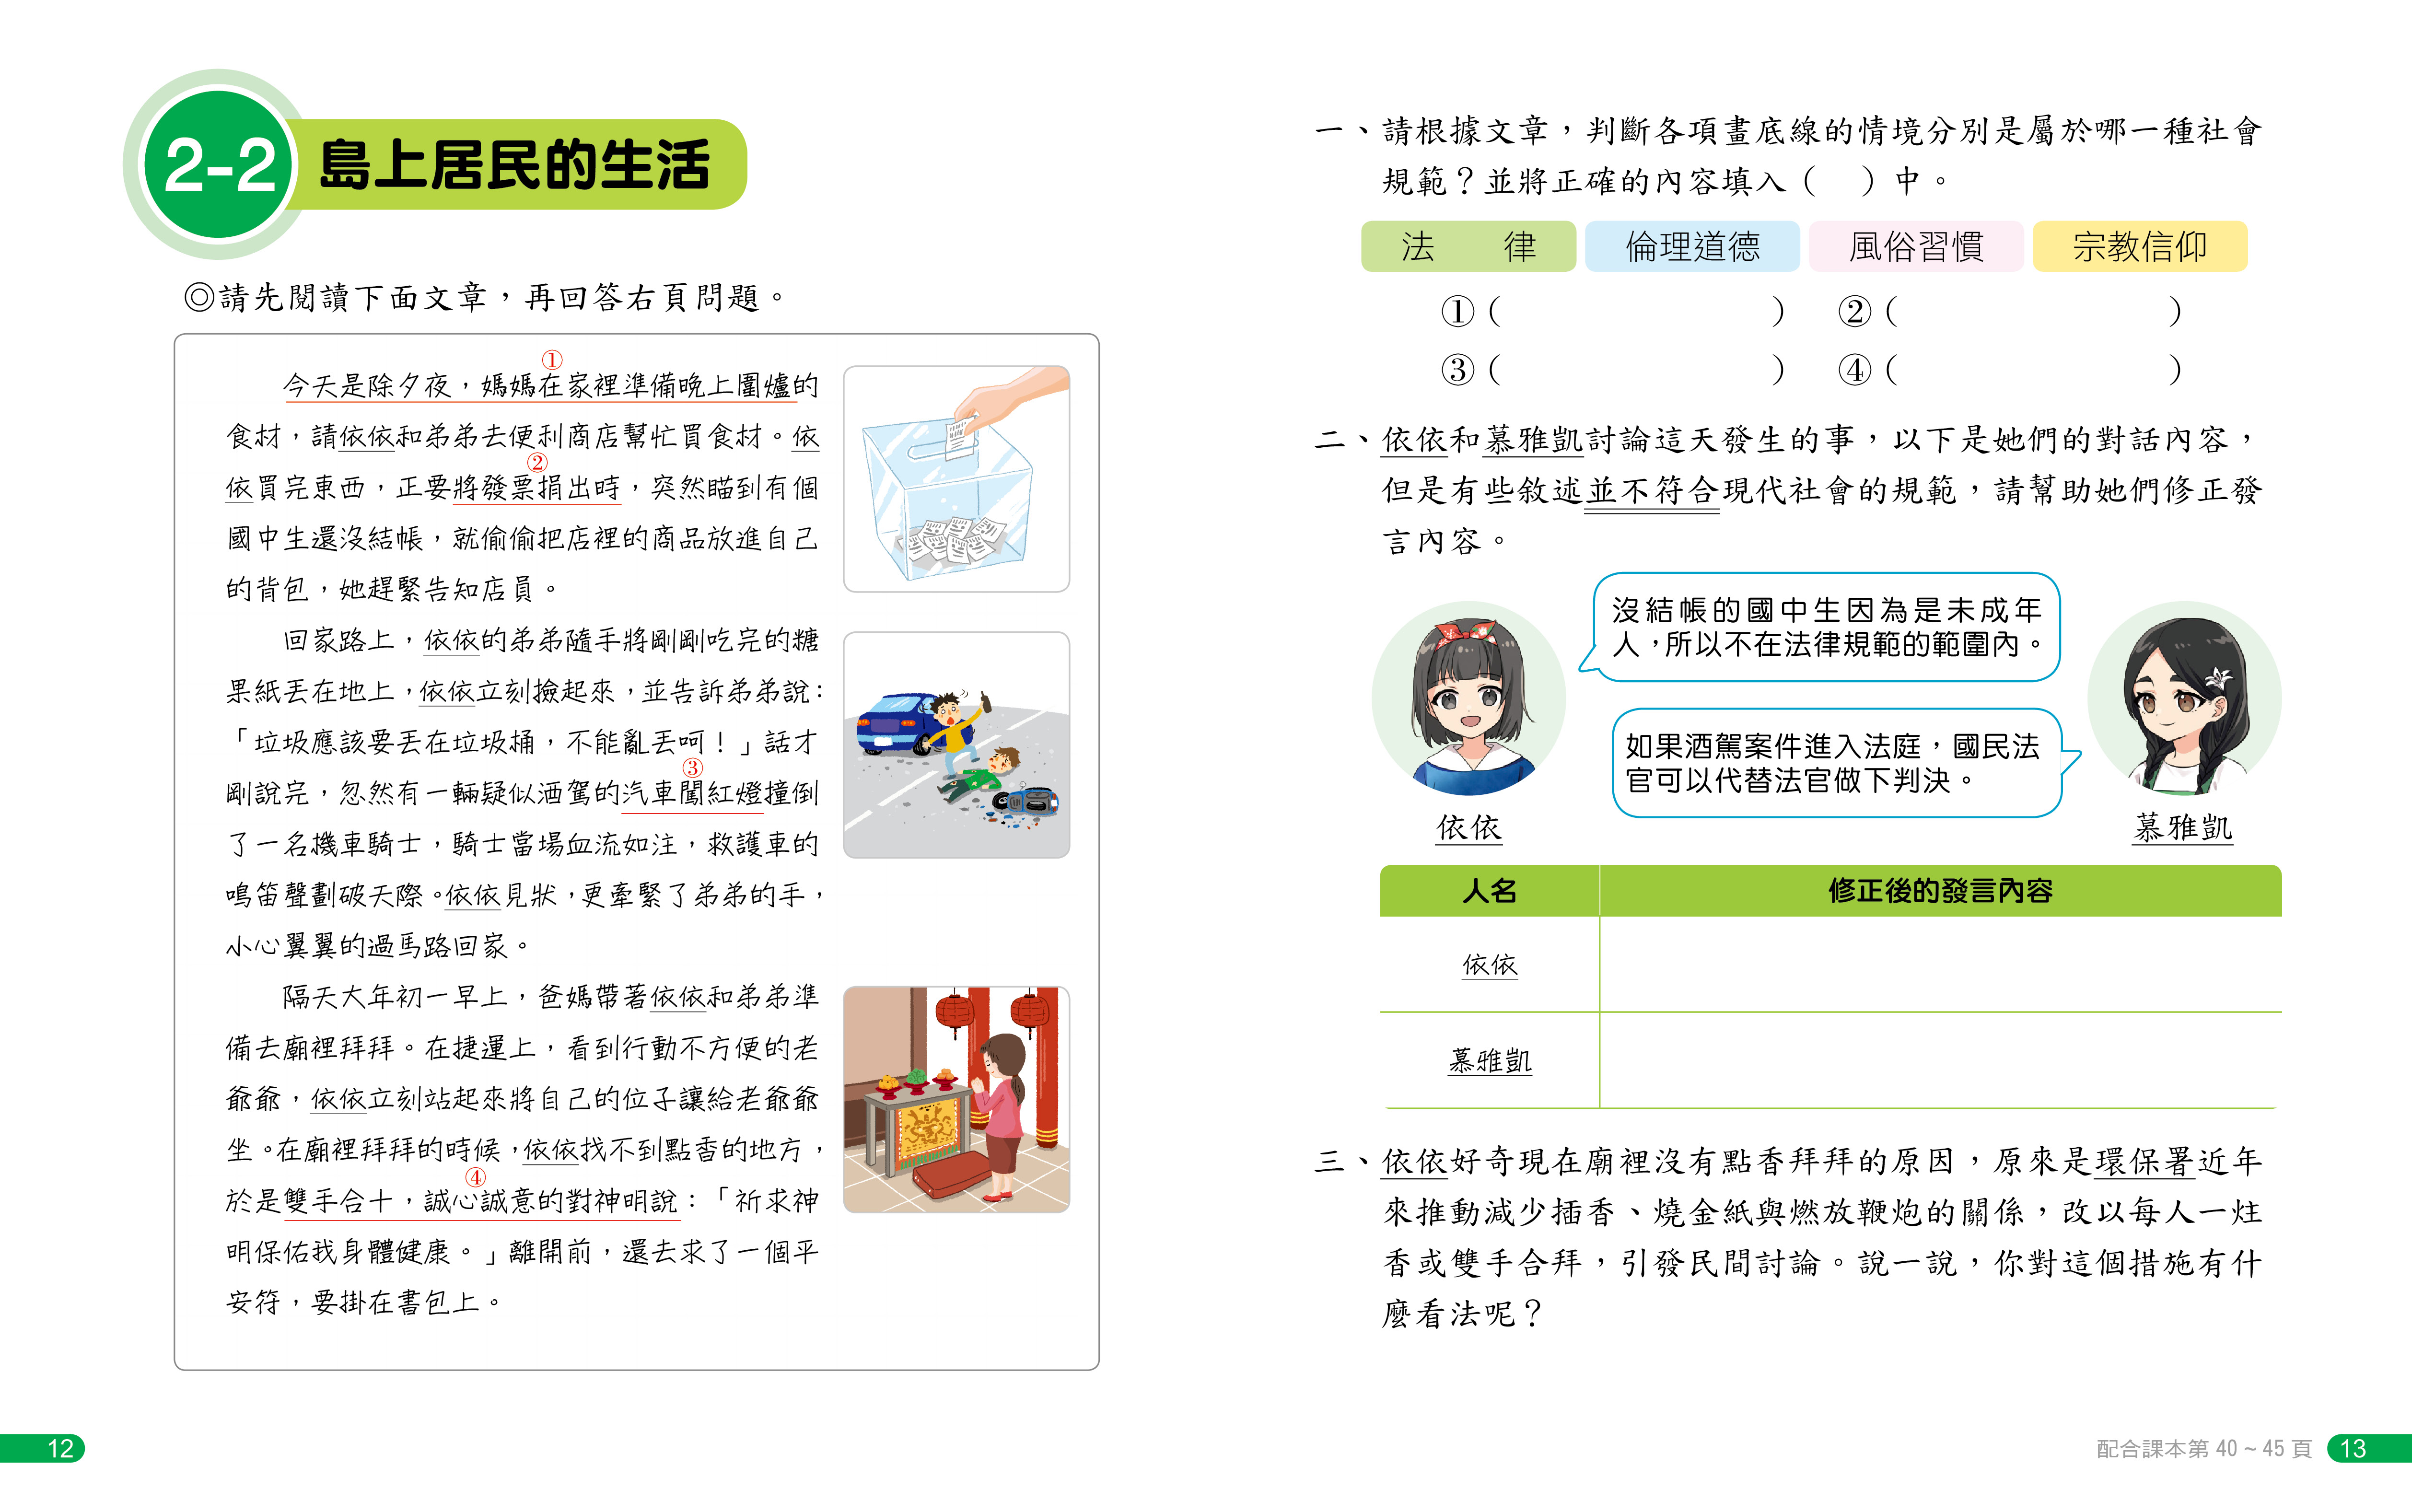 2-2 島上居民的生活
◎請先閱讀下面文章，再回答右頁問題。
①
今天是除夕夜，媽媽在家裡準備晚上圍爐的
食材，請依依和弟弟去便利商店幫忙買食材。依
②
依買完東西，正要將發票捐出時，突然瞄到有個
國中生還沒結帳，就偷偷把店裡的商品放進自己
的背包，她趕緊告知店員。
回家路上，依依的弟弟隨手將剛剛吃完的糖
果紙丟在地上，依依立刻撿起來，並告訴弟弟說：
「垃圾應該要丟在垃圾桶，不能亂丟呵！」話才
③
剛說完，忽然有一輛疑似酒駕的汽車闖紅燈撞倒
了一名機車騎士，騎士當場血流如注，救護車的
鳴笛聲劃破天際。依依見狀，更牽緊了弟弟的手，
小心翼翼的過馬路回家。
隔天大年初一早上，爸媽帶著依依和弟弟準
備去廟裡拜拜。在捷運上，看到行動不方便的老
爺爺，依依立刻站起來將自己的位子讓給老爺爺
坐。在廟裡拜拜的時候，依依找不到點香的地方，
④
於是雙手合十，誠心誠意的對神明說：「祈求神
明保佑我身體健康。」離開前，還去求了一個平
安符，要掛在書包上。
12
一、請根據文章，判斷各項畫底線的情境分別是屬於哪一種社會
規範？並將正確的內容填入（　）中。
法　律　倫理道德　風俗習慣　宗教信仰
①（　　　　）　②（　　　　）
③（　　　　）　④（　　　　）
二、依依和慕雅凱討論這天發生的事，以下是她們的對話內容，
但是有些敘述並不符合現代社會的規範，請幫助她們修正發
言內容。
沒結帳的國中生因為是未成年
人，所以不在法律規範的範圍內。
如果酒駕案件進入法庭，國民法
官可以代替法官做下判決。
依依
慕雅凱
人名　修正後的發言內容
依依
慕雅凱
三、依依好奇現在廟裡沒有點香拜拜的原因，原來是環保署近年
來推動減少插香、燒金紙與燃放鞭炮的關係，改以每人一炷
香或雙手合拜，引發民間討論。說一說，你對這個措施有什
麼看法呢？
配合課本第 40 ~ 45 頁 13